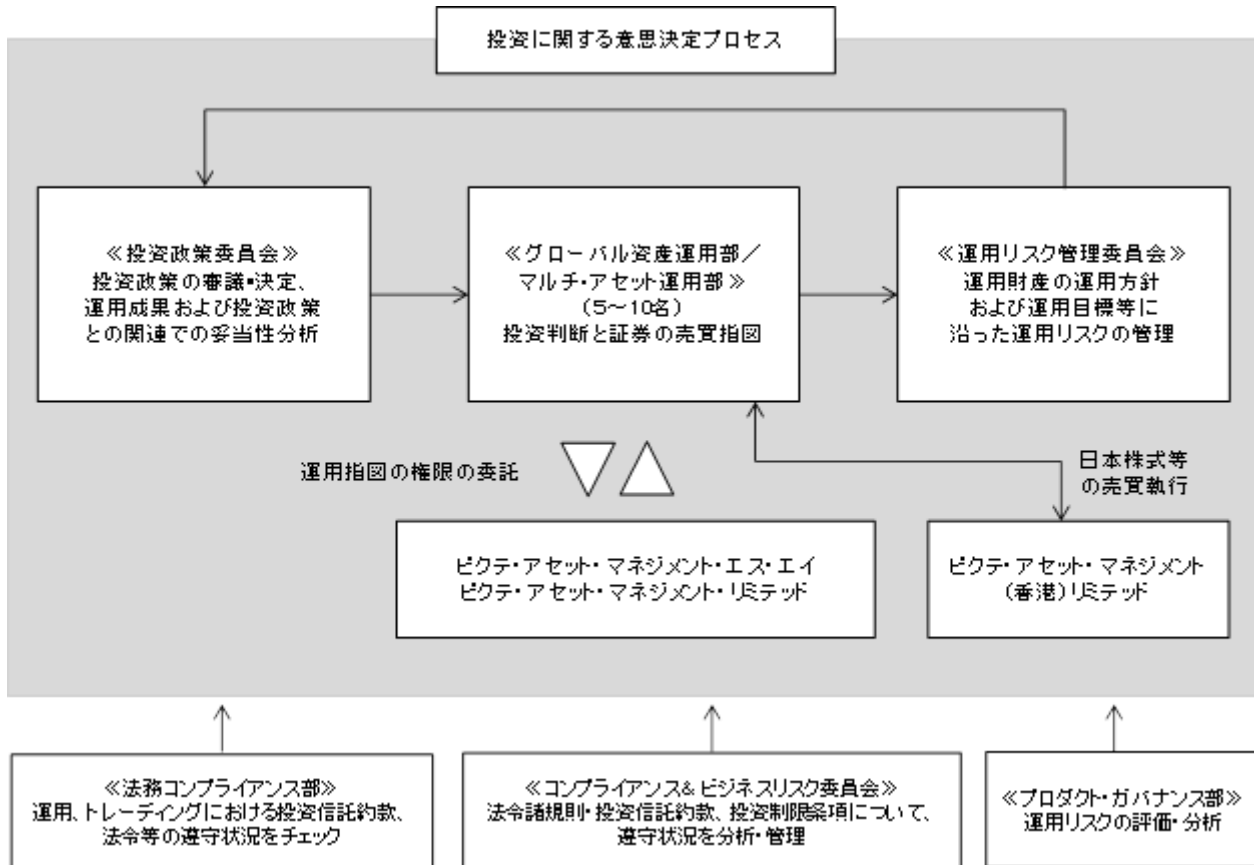 投資に関する意思決定プロセス
≪投資政策委員会≫
投資政策の審議・決定、
運用成果および投資政策
との関連での妥当性分析
≪グローバル資産運用部／
マルチ・アセット運用部≫
（5～10名）
投資判断と証券の売買指図
≪運用リスク管理委員会≫
運用財産の運用方針
および運用目標等に
沿った運用リスクの管理
運用指図の権限の委託
日本株式等
の売買執行
ピクテ・アセット・マネジメント・エス・エイ
ピクテ・アセット・マネジメント・リミテッド
ピクテ・アセット・マネジメント
（香港）リミテッド
≪法務コンプライアンス部≫
運用、トレーディングにおける投資信託約款、
法令等の遵守状況をチェック
≪コンプライアンス& ビジネスリスク委員会≫
法令諸規則・投資信託約款、投資制限条項について、
遵守状況を分析・管理
≪プロダクト・ガバナンス部≫
運用リスクの評価・分析